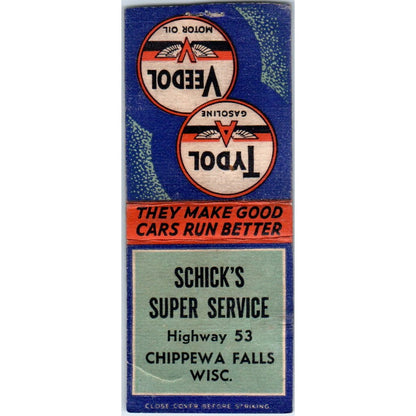 VEEDOL
MOTOR OIL
TYDOL
GASOLINE
THEY MAKE GOOD
CARS RUN BETTER
SCHICK'S
SUPER SERVICE
Highway 53
CHIPPEWA FALLS
WISC.
CLOSE COVER BEFORE STRIKING